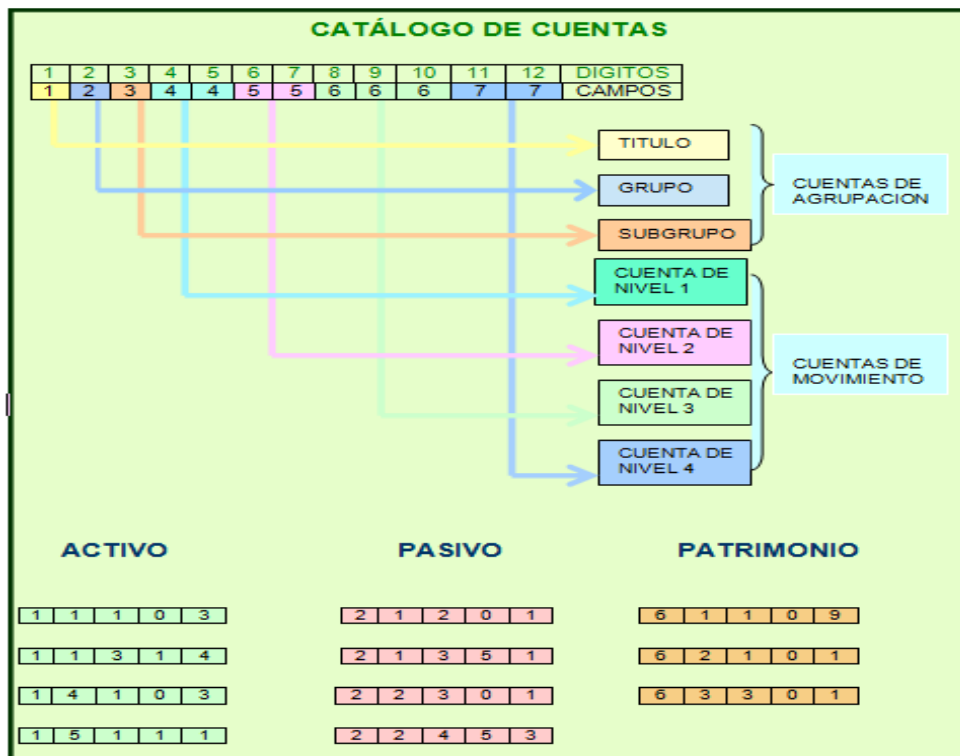 CATÁLOGO DE CUENTAS
1 2 3 4 5 6 7 8 9 10 11 12 DIGITOS
1 2 3 4 4 5 5 6 6 6 7 7 CAMPOS
TITULO
GRUPO
SUBGRUPO
CUENTAS DE
AGRUPACION
CUENTA DE
NIVEL 1
CUENTA DE
NIVEL 2
CUENTA DE
NIVEL 3
CUENTA DE
NIVEL 4
CUENTAS DE
MOVIMIENTO
ACTIVO PASIVO PATRIMONIO
1 1 1 0 3 2 1 2 0 1 6 1 1 0 9
1 1 3 1 4 2 1 3 5 1 6 2 1 0 1
1 4 1 0 3 2 2 3 0 1 6 3 3 0 1
1 5 1 1 1 2 2 4 5 3